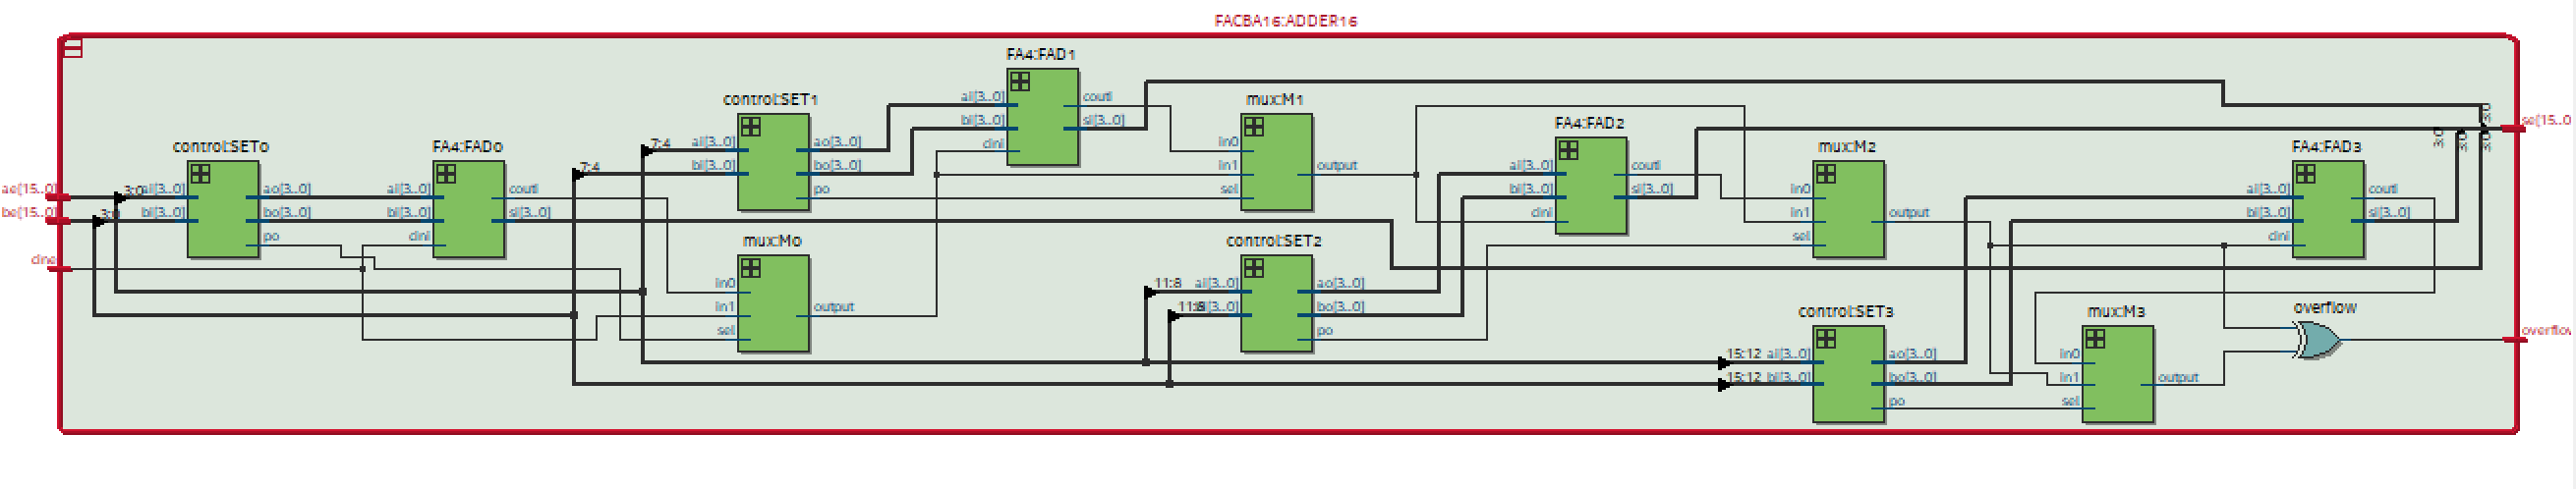 FACBA16:ADDER16
FA4:FAD1
control:SET1
mux:M1
ai[3..0] couti
bi[3..0] si[3..0]
cini
7:4 ai[3..0] ao[3..0]
7:4 bi[3..0] bo[3..0]
po
in0
in1 output
sel
FA4:FAD2
ai[3..0] couti
bi[3..0] si[3..0]
cini
mux:M2
in0
in1 output
sel
FA4:FAD3
ai[3..0] couti
bi[3..0] si[3..0]
cini
3:0
3:0
3:0
3:0
se[15..0
control:SET0
FA4:FAD0
ae[15..0] 3:0 ai[3..0] ao[3..0] ai[3..0] couti
be[15..0] bi[3..0] bo[3..0] bi[3..0] si[3..0]
po cini
cine
mux:M0
in0
in1 output
sel
control:SET2
11:8 ai[3..0] ao[3..0]
11:8 bi[3..0] bo[3..0]
po
control:SET3
15:12 ai[3..0] ao[3..0]
15:12 bi[3..0] bo[3..0]
po
mux:M3
in0
in1 output
sel
overflow
overflow